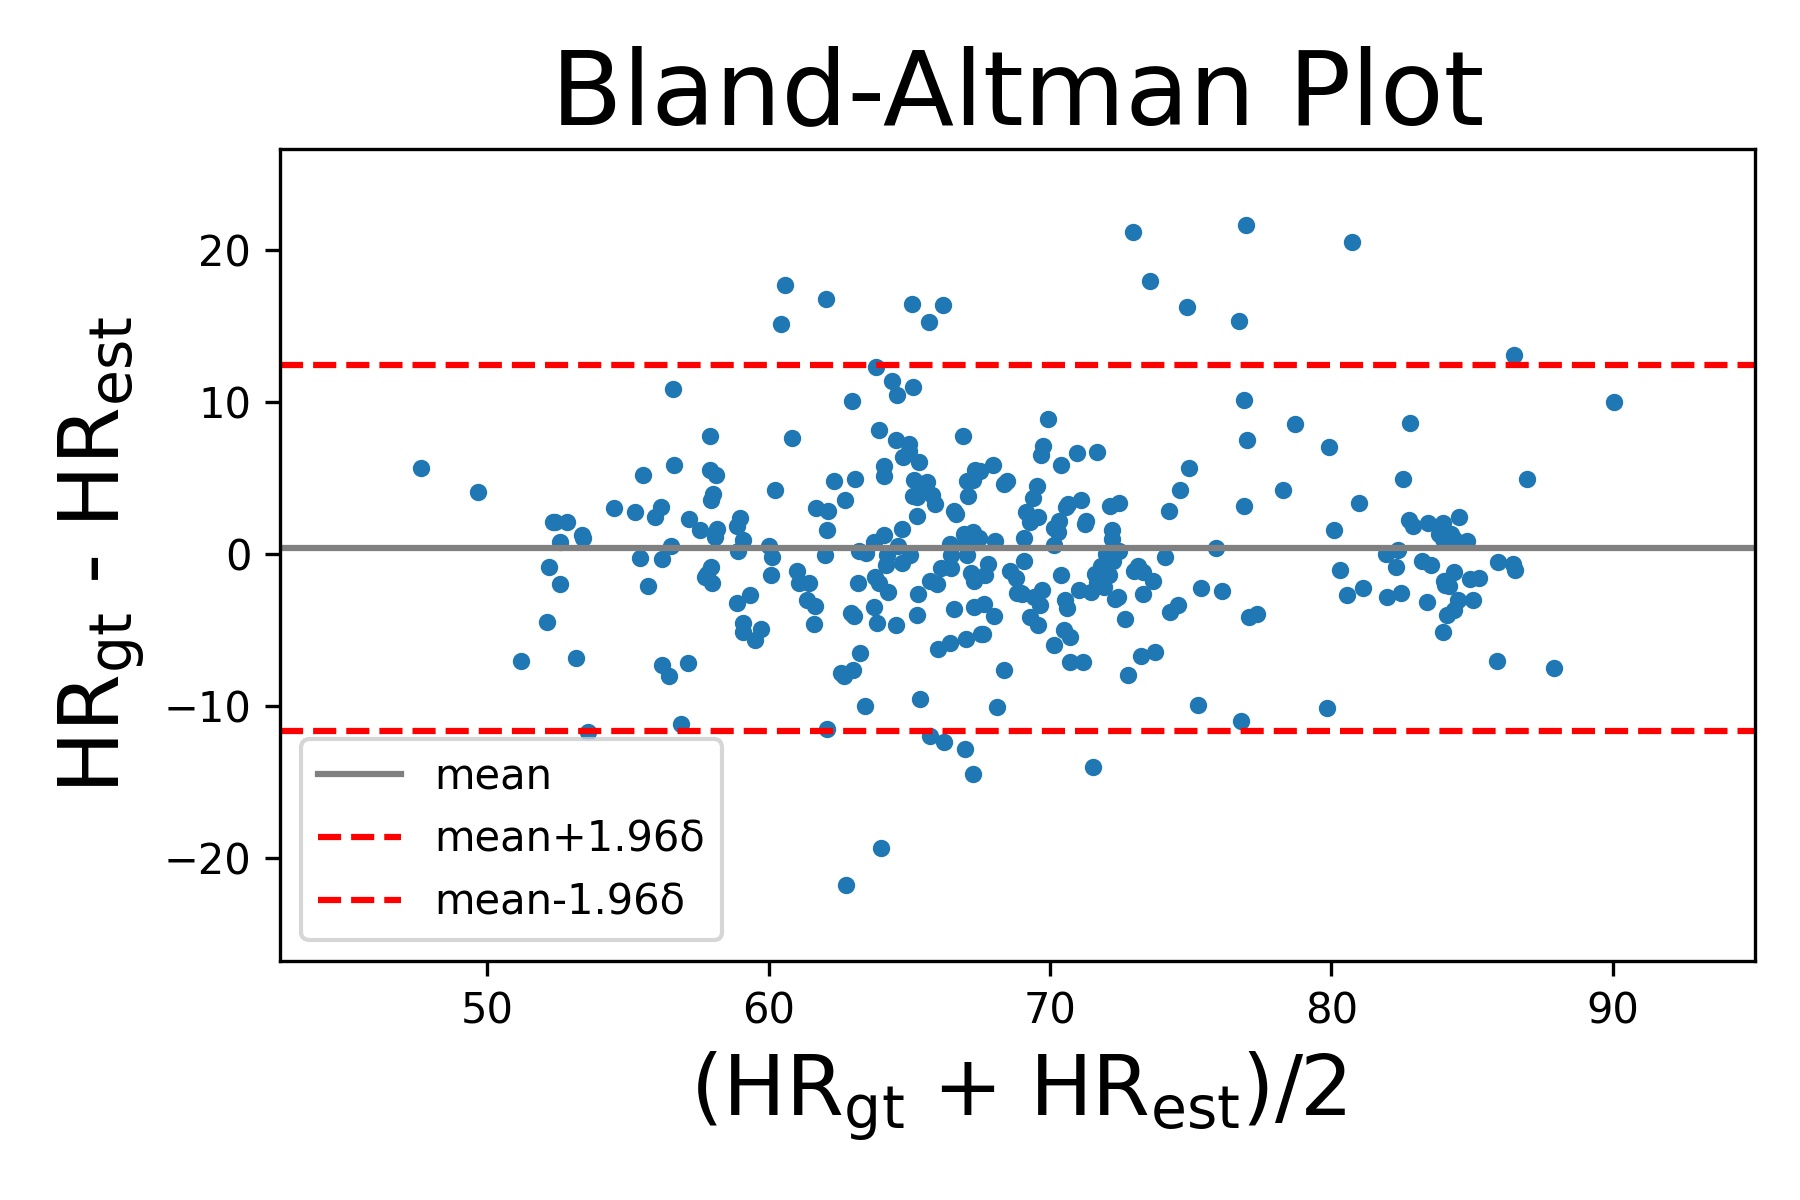 Bland-Altman Plot
HRgt - HRest
20
10
0
−10
−20
mean
mean+1.96δ
mean-1.96δ
50 60 70 80 90
(HRgt + HRest)/2